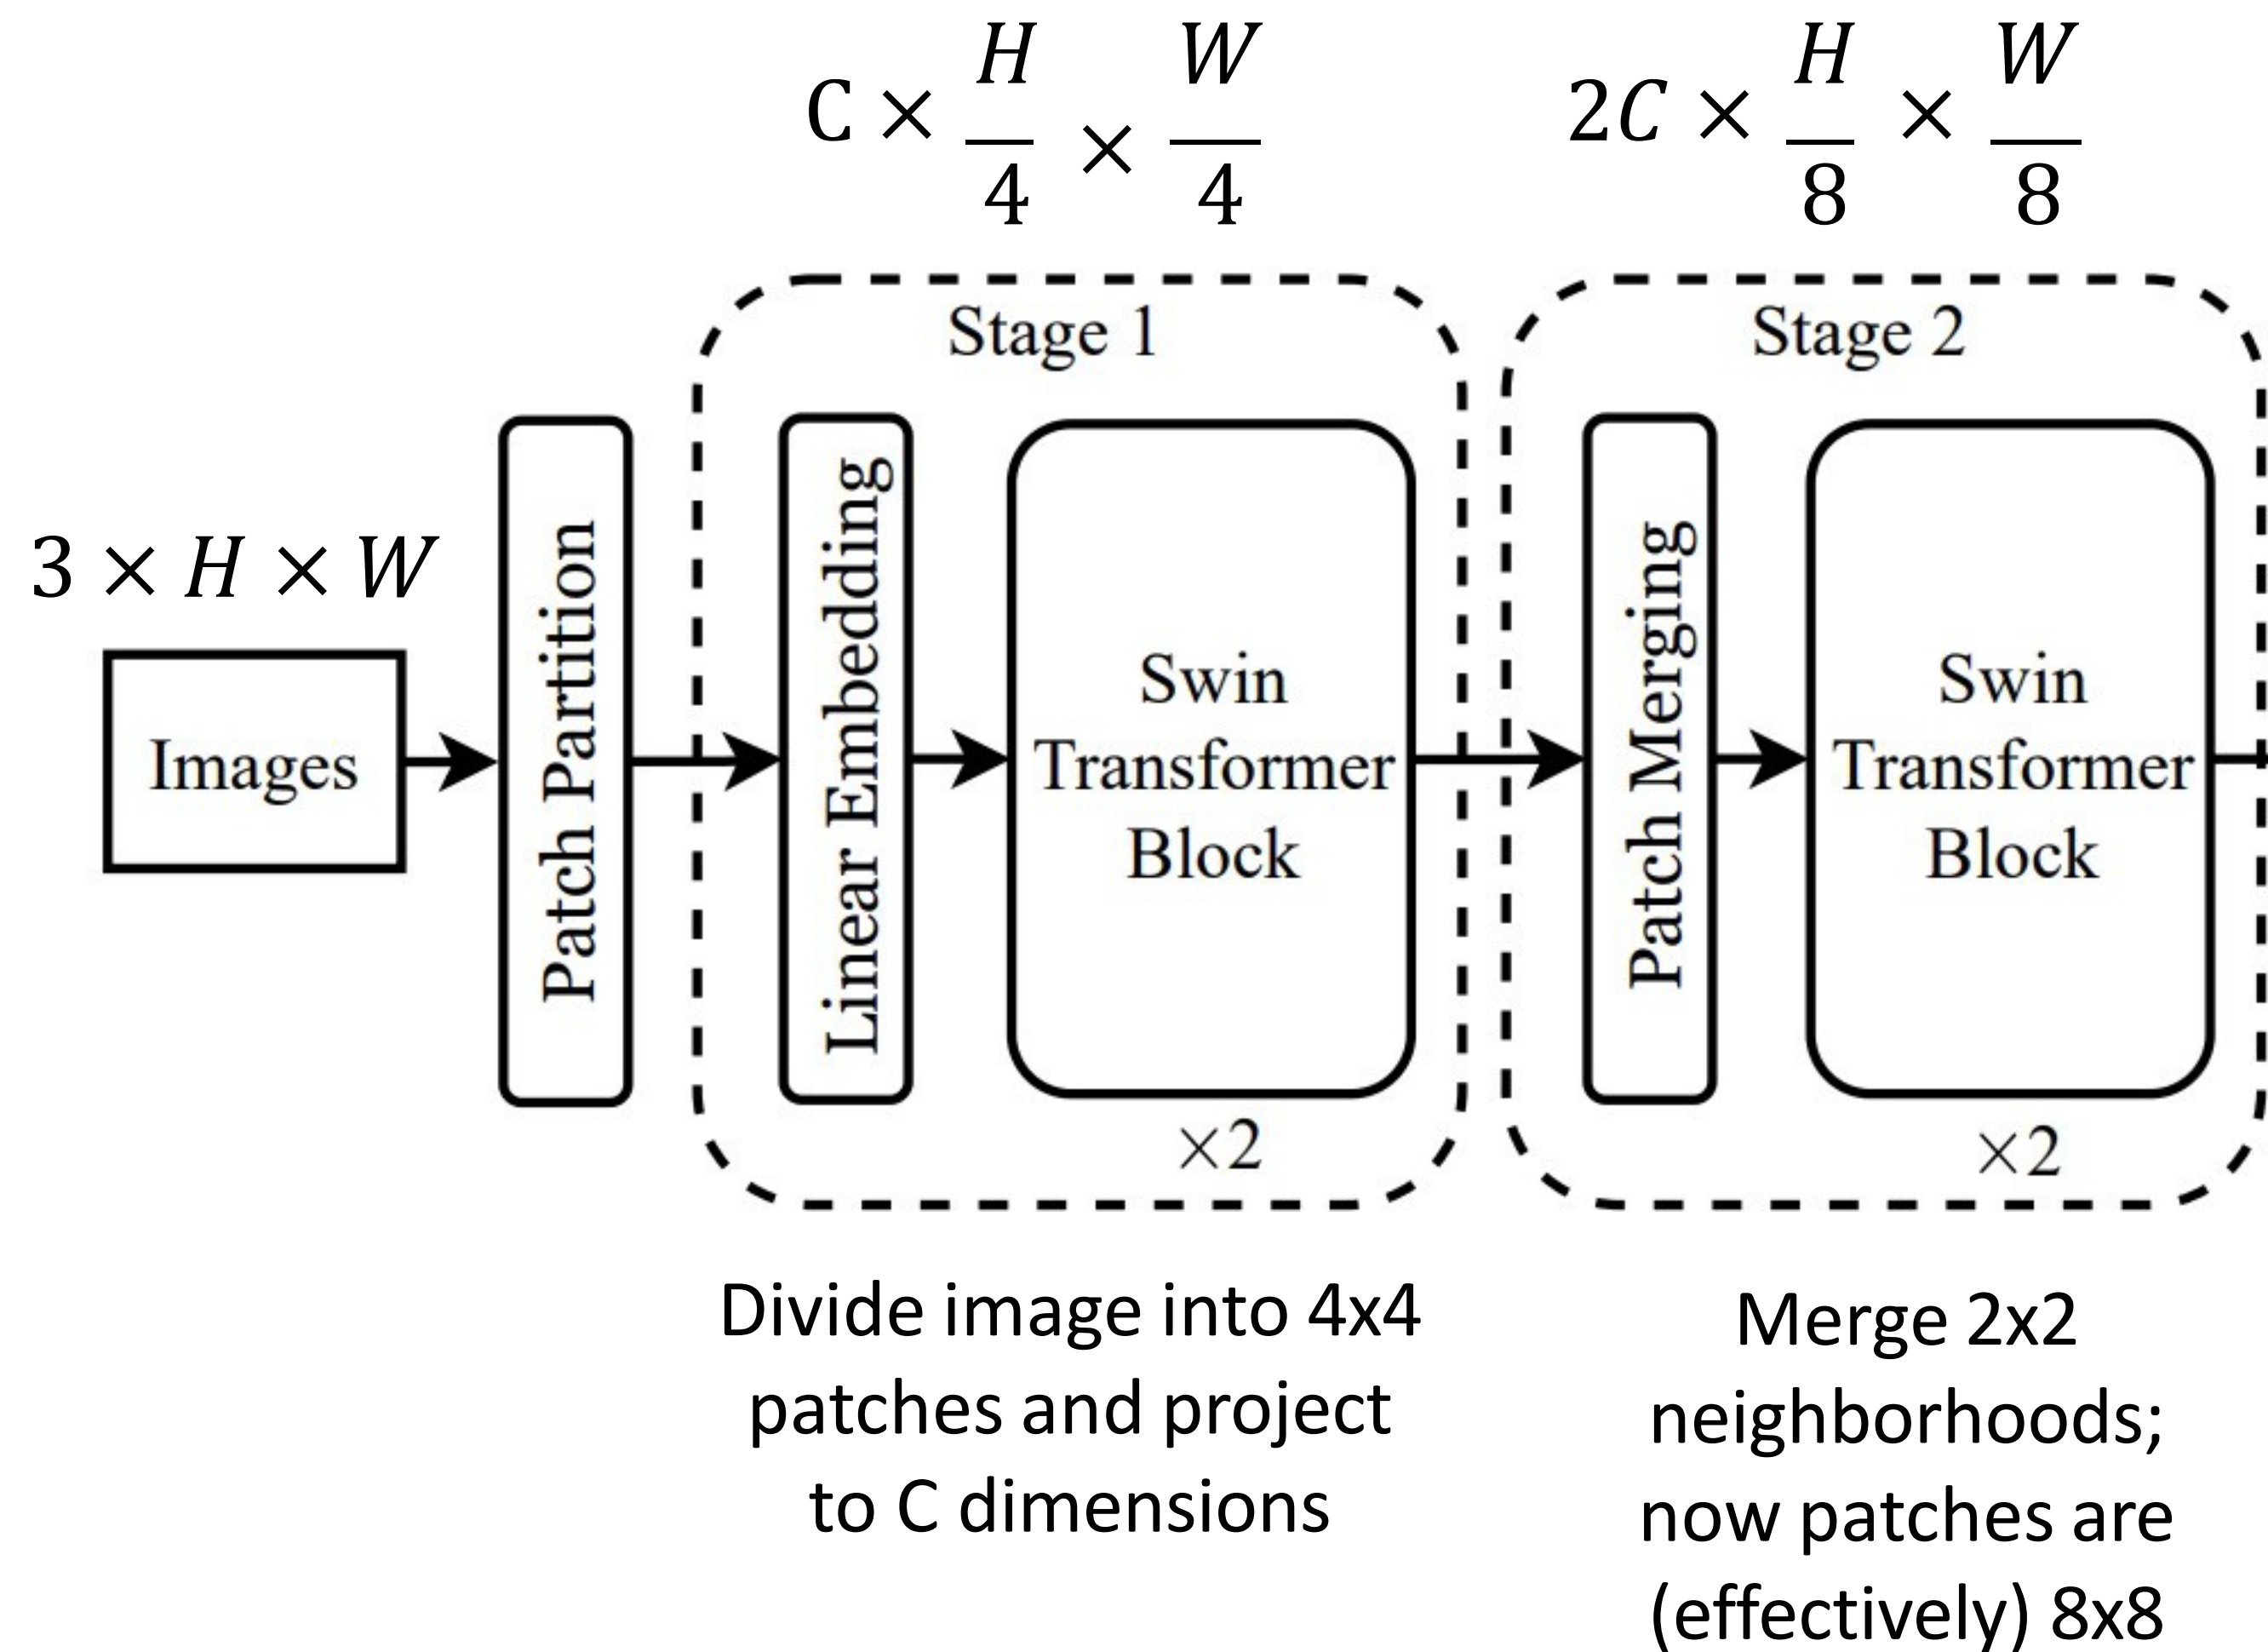 C × H/4 × W/4
2C × H/8 × W/8
Stage 1
Stage 2
3 × H × W
Images
Patch Partition
Linear Embedding
Swin
Transformer
Block
×2
Patch Merging
Swin
Transformer
Block
×2
Divide image into 4x4
patches and project
to C dimensions
Merge 2x2
neighborhoods;
now patches are
(effectively) 8x8